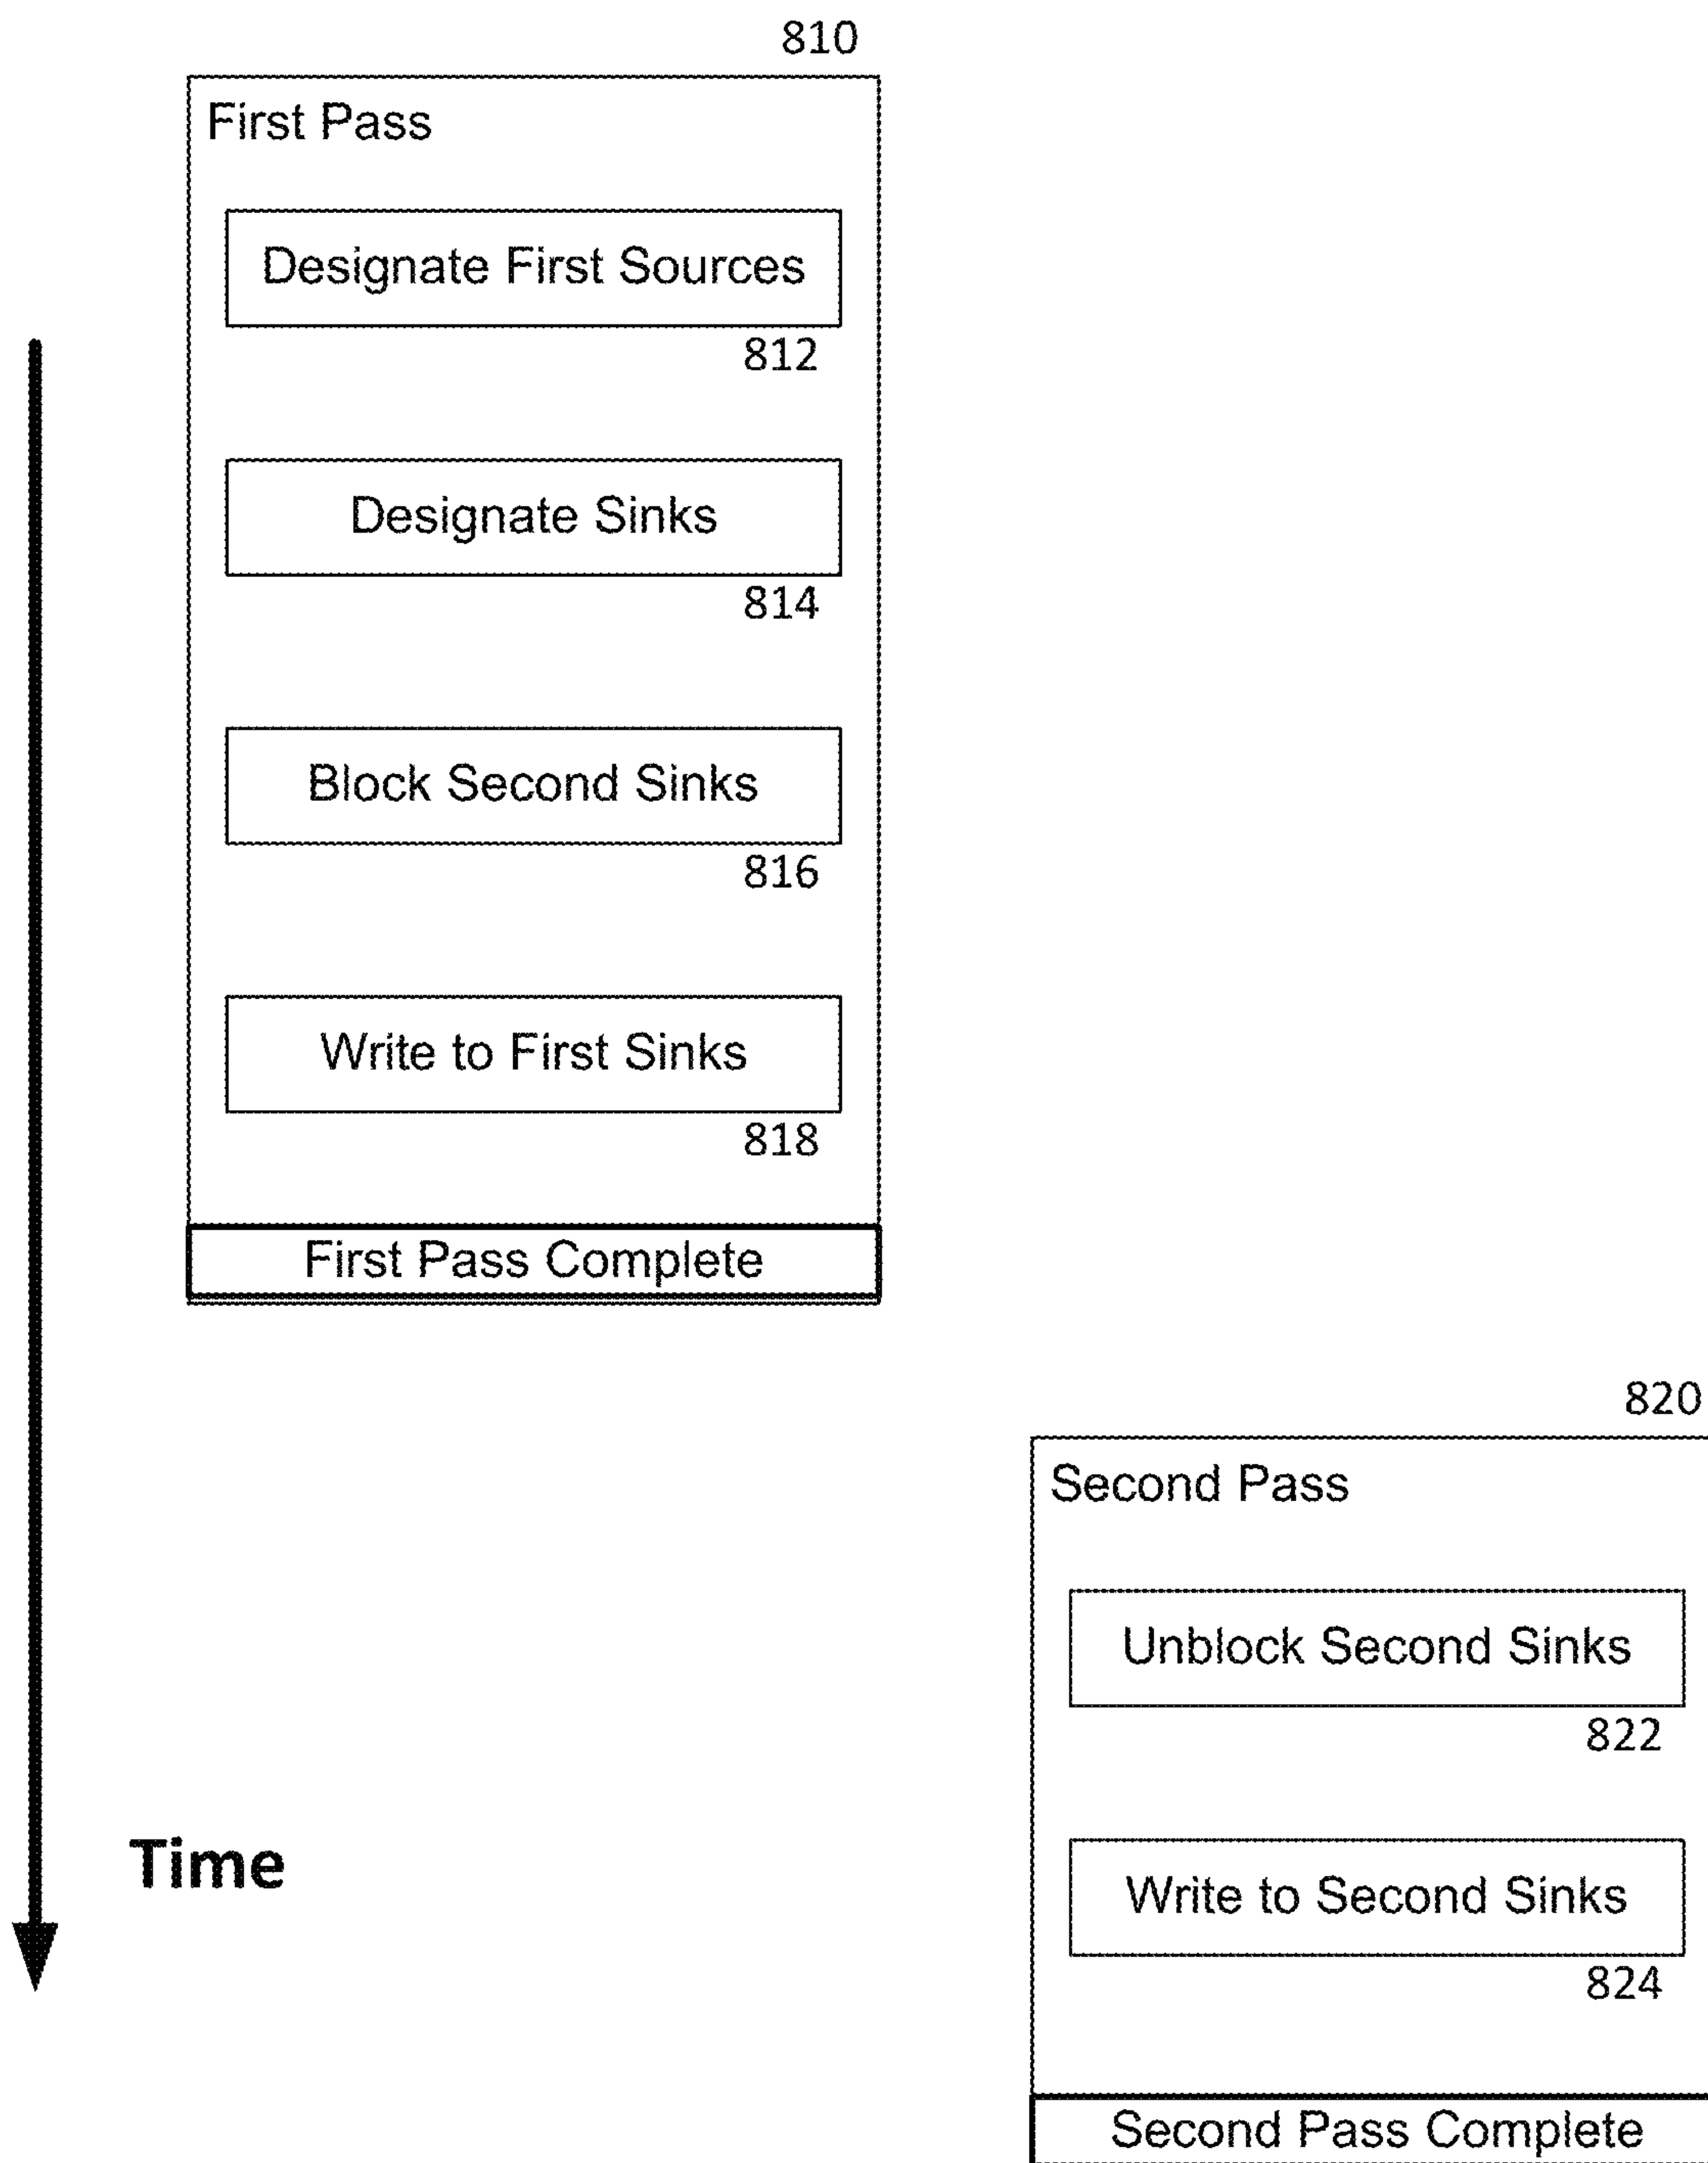 810
First Pass
Designate First Sources
812
Designate Sinks
814
Block Second Sinks
816
Write to First Sinks
818
First Pass Complete
820
Second Pass
Unblock Second Sinks
822
Time
Write to Second Sinks
824
Second Pass Complete